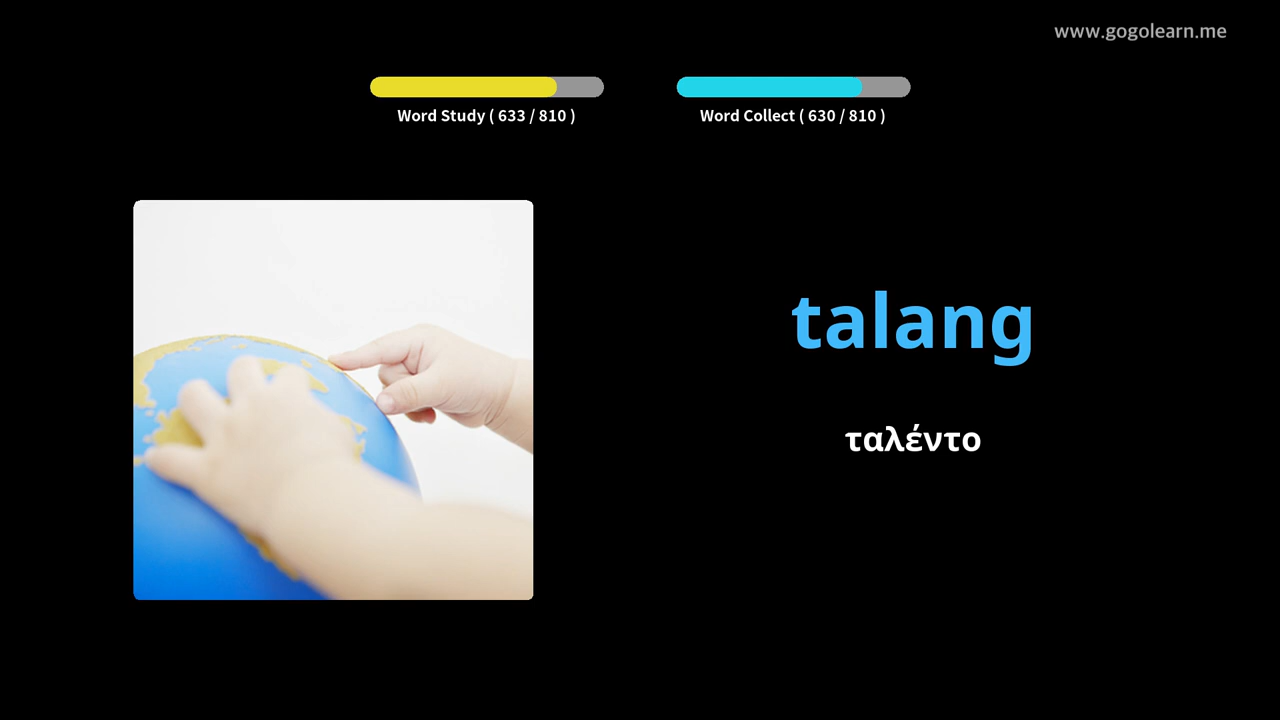 www.gogolearn.me
Word Study ( 633 / 810 )
Word Collect ( 630 / 810 )
talang
ταλέντο